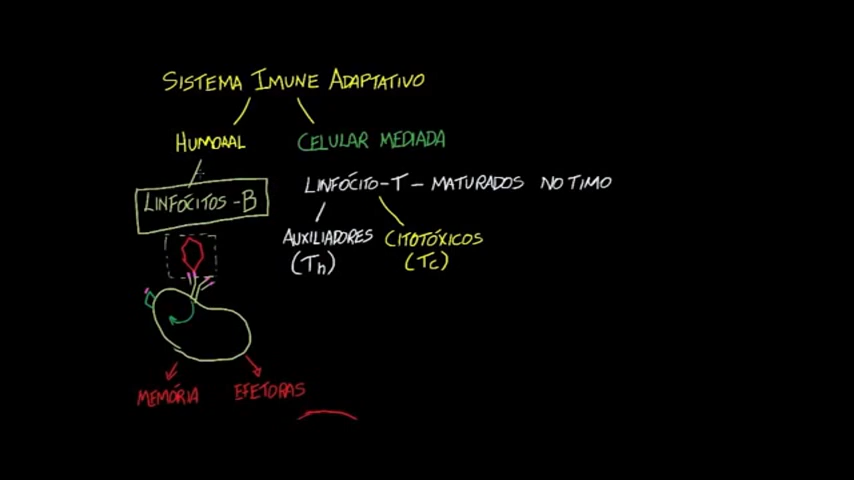 SISTEMA IMUNE ADAPTATIVO
HUMORAL CELULAR MEDIADA
LINFÓCITO-T - MATURADOS NO TIMO
LINFÓCITOS-B
AUXILIADORES CITOTÓXICOS
(Th) (Tc)
MEMÓRIA EFETORAS